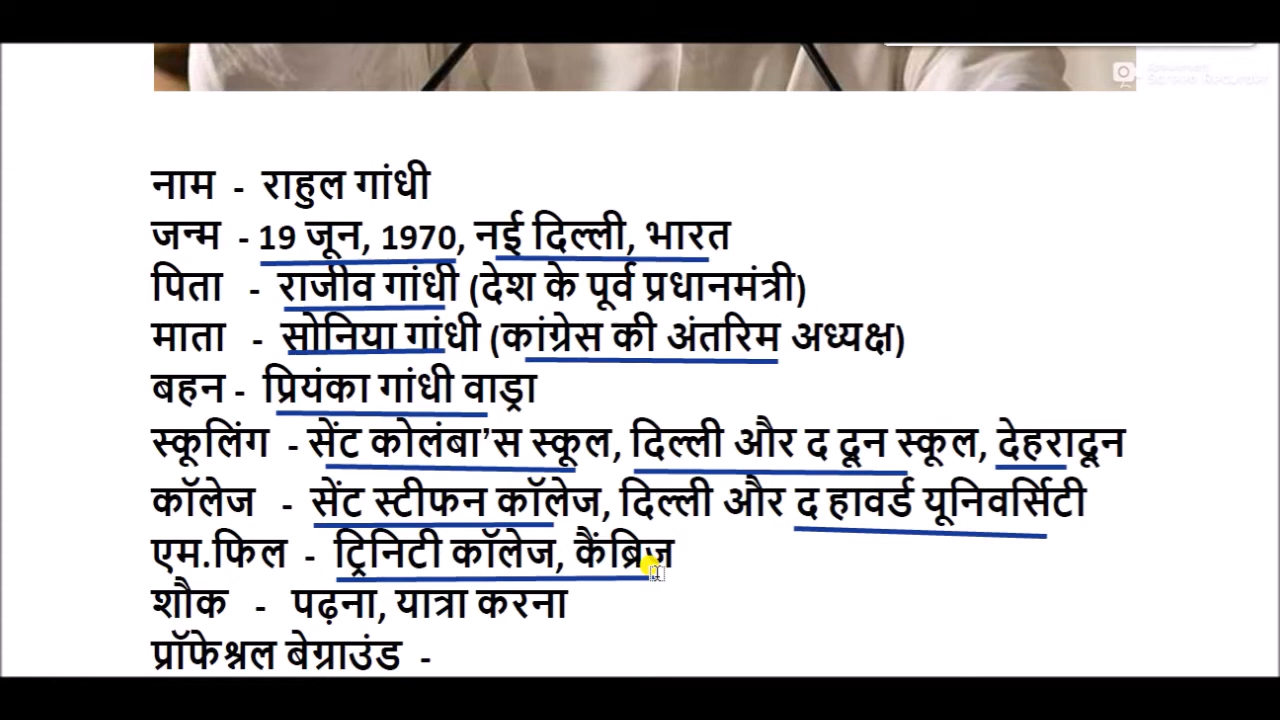 नाम - राहुल गांधी
जन्म - 19 जून, 1970, नई दिल्ली, भारत
पिता - राजीव गांधी (देश के पूर्व प्रधानमंत्री)
माता - सोनिया गांधी (कांग्रेस की अंतरिम अध्यक्ष)
बहन - प्रियंका गांधी वाड्रा
स्कूलिंग - सेंट कोलंबा’स स्कूल, दिल्ली और द दून स्कूल, देहरादून
कॉलेज - सेंट स्टीफन कॉलेज, दिल्ली और द हावर्ड यूनिवर्सिटी
एम.फिल - ट्रिनिटी कॉलेज, कैंब्रिज
शौक - पढ़ना, यात्रा करना
प्रॉफेश्नल बेग्राउंड -